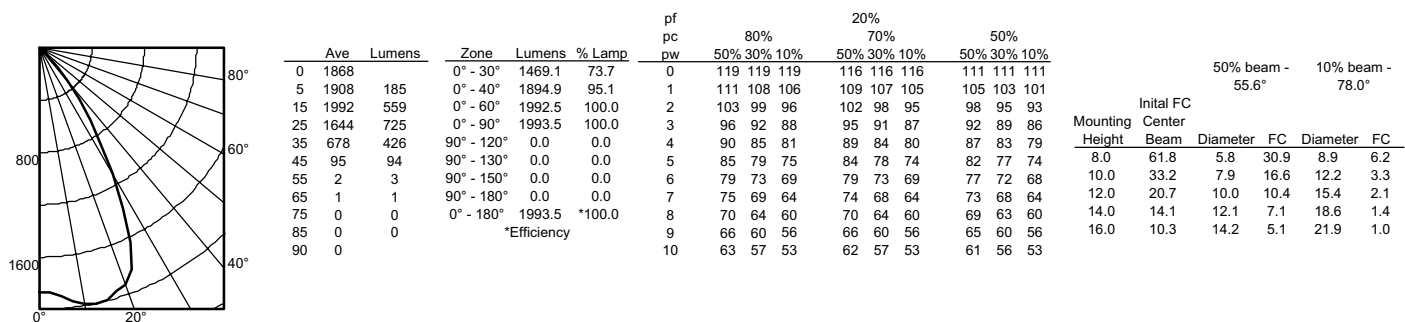 800
1600
0°
20°
40°
60°
80°
Ave Lumens
0 1868
5 1908 185
15 1992 559
25 1644 725
35 678 426
45 95 94
55 2 3
65 1 1
75 0 0
85 0 0
90 0
Zone Lumens % Lamp
0° - 30° 1469.1 73.7
0° - 40° 1894.9 95.1
0° - 60° 1992.5 100.0
0° - 90° 1993.5 100.0
90° - 120° 0.0 0.0
90° - 130° 0.0 0.0
90° - 150° 0.0 0.0
90° - 180° 0.0 0.0
0° - 180° 1993.5 *100.0
*Efficiency
pf 20%
pc 80% 70% 50%
pw 50% 30% 10% 50% 30% 10% 50% 30% 10%
0 119 119 119 116 116 116 111 111 111
1 111 108 106 109 107 105 105 103 101
2 103 99 96 102 98 95 98 95 93
3 96 92 88 95 91 87 92 89 86
4 90 85 81 89 84 80 87 83 79
5 85 79 75 84 78 74 82 77 74
6 79 73 69 79 73 69 77 72 68
7 75 69 64 74 68 64 73 68 64
8 70 64 60 70 64 60 69 63 60
9 66 60 56 66 60 56 65 60 56
10 63 57 53 62 57 53 61 56 53
50% beam - 10% beam -
55.6° 78.0°
Inital FC
Mounting Center
Height Beam Diameter FC Diameter FC
8.0 61.8 5.8 30.9 8.9 6.2
10.0 33.2 7.9 16.6 12.2 3.3
12.0 20.7 10.0 10.4 15.4 2.1
14.0 14.1 12.1 7.1 18.6 1.4
16.0 10.3 14.2 5.1 21.9 1.0